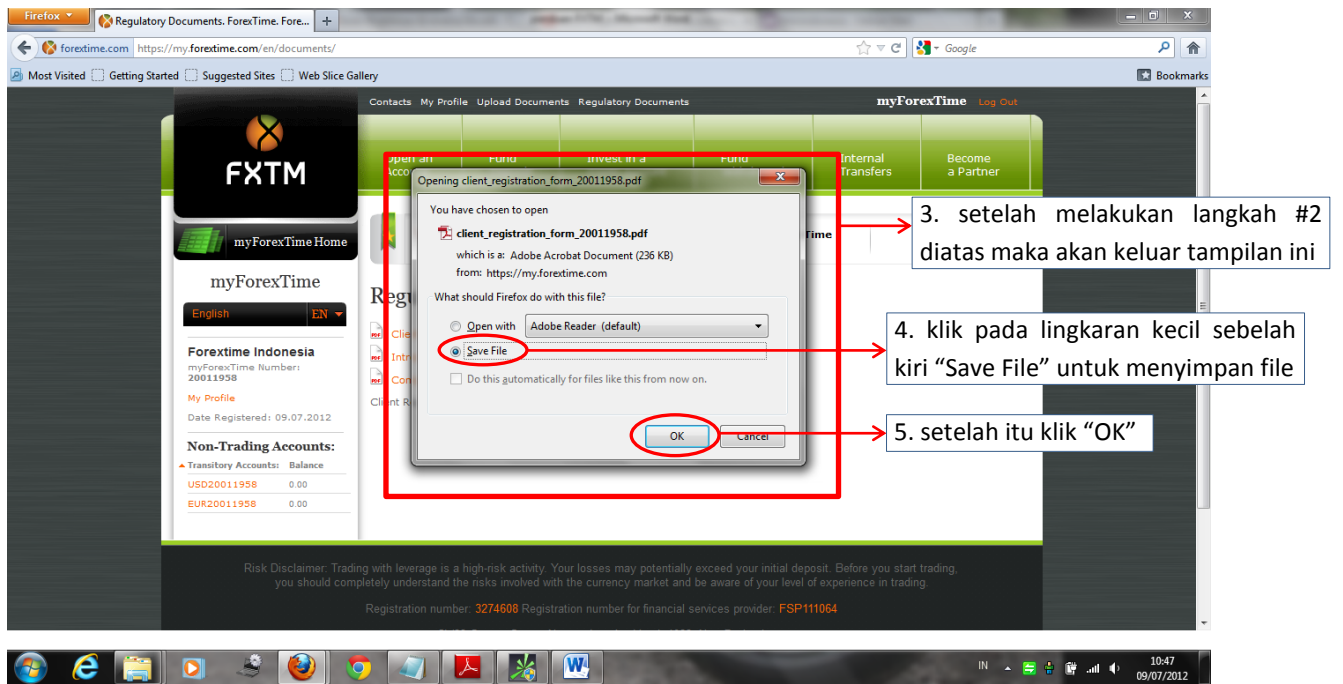 Firefox
Regulatory Documents. ForexTime. Fore...
forextime.com https://my.forextime.com/en/documents/
Google
Most Visited Getting Started Suggested Sites Web Slice Gallery
Bookmarks
Contacts My Profile Upload Documents Regulatory Documents
myForexTime Log Out
FXTM
Open an
Fund
Invest in a
Fund
Internal
Transfers
Become
a Partner
myForexTime Home
myForexTime
English EN
Forextime Indonesia
myForexTime Number:
20011958
My Profile
Date Registered: 09.07.2012
Non-Trading Accounts:
Transitory Accounts: Balance
USD20011958 0.00
EUR20011958 0.00
Opening client_registration_form_20011958.pdf
You have chosen to open
client_registration_form_20011958.pdf
which is a: Adobe Acrobat Document (236 KB)
from: https://my.forextime.com
What should Firefox do with this file?
Open with Adobe Reader (default)
Save File
Do this automatically for files like this from now on.
OK Cancel
3. setelah melakukan langkah #2
diatas maka akan keluar tampilan ini
4. klik pada lingkaran kecil sebelah
kiri “Save File” untuk menyimpan file
5. setelah itu klik “OK”
Risk Disclaimer: Trading with leverage is a high-risk activity. Your losses may potentially exceed your initial deposit. Before you start trading,
you should completely understand the risks involved with the currency market and be aware of your level of experience in trading.
Registration number: 3274608 Registration number for financial services provider: FSP111064
IN
10:47
09/07/2012